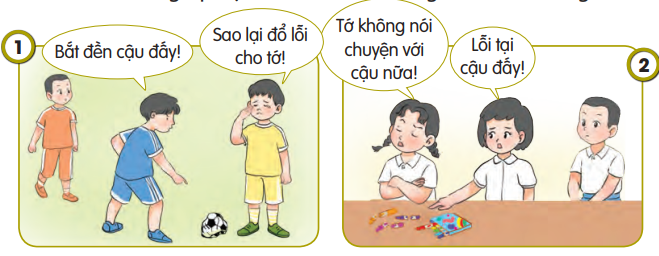 1
Bắt đền cậu đấy!
Sao lại đổ lỗi
cho tớ!
Tớ không nói
chuyện với
cậu nữa!
Lỗi tại
cậu đấy!
2